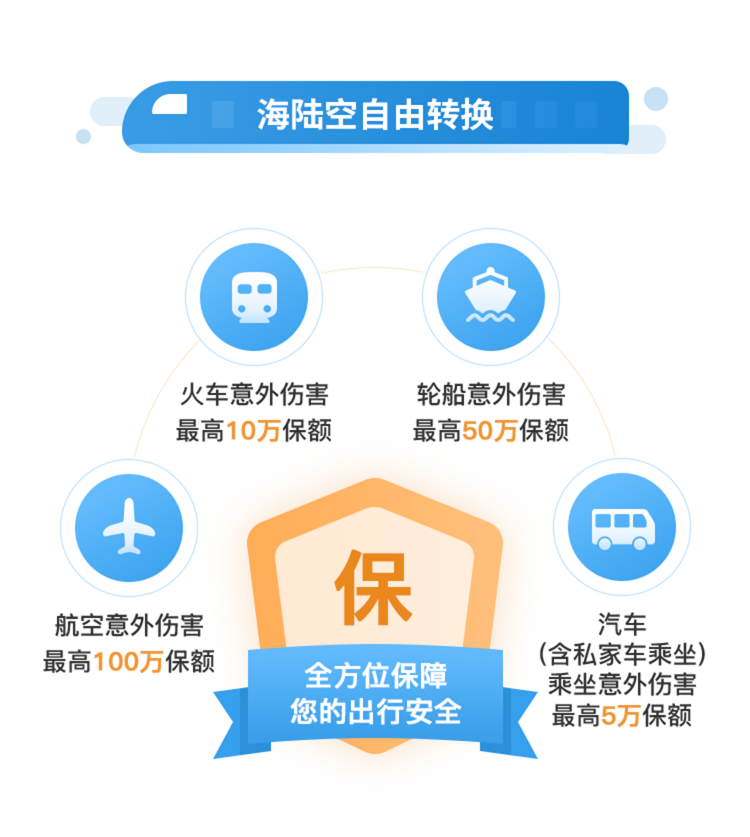 海陆空自由转换
火车意外伤害
最高10万保额
轮船意外伤害
最高50万保额
航空意外伤害
最高100万保额
保
全方位保障
您的出行安全
汽车
(含私家车乘坐)
乘坐意外伤害
最高5万保额